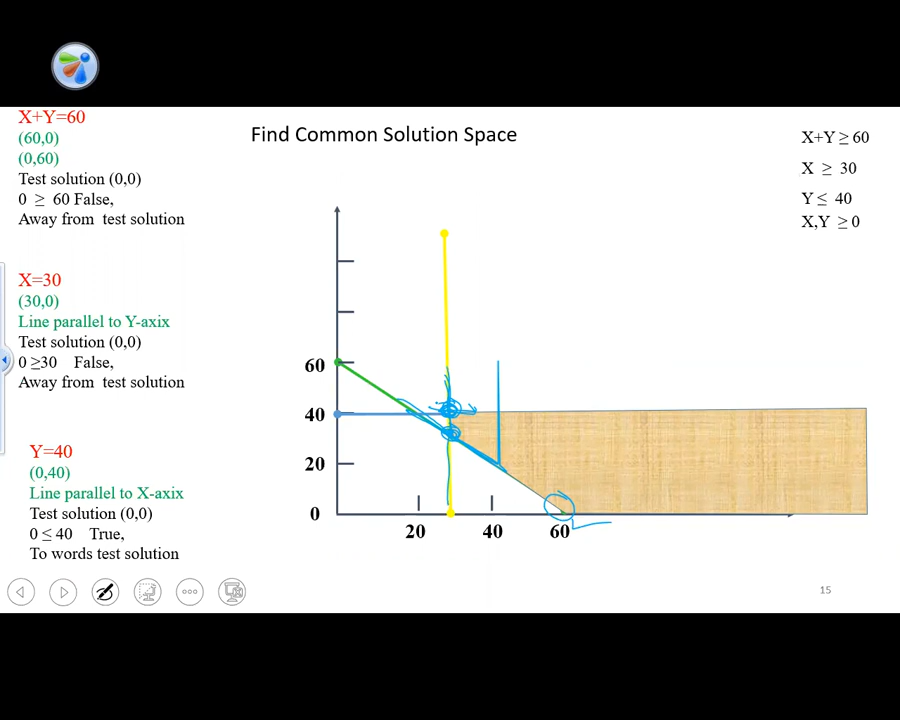 X+Y=60
(60,0)
(0,60)
Test solution (0,0)
0 ≥ 60 False,
Away from test solution
X=30
(30,0)
Line parallel to Y-axix
Test solution (0,0)
0 ≥30 False,
Away from test solution
Y=40
(0,40)
Line parallel to X-axix
Test solution (0,0)
0 ≤ 40 True,
To words test solution
Find Common Solution Space
60
40
20
0
20 40 60
X+Y ≥ 60
X ≥ 30
Y ≤ 40
X,Y ≥ 0
15